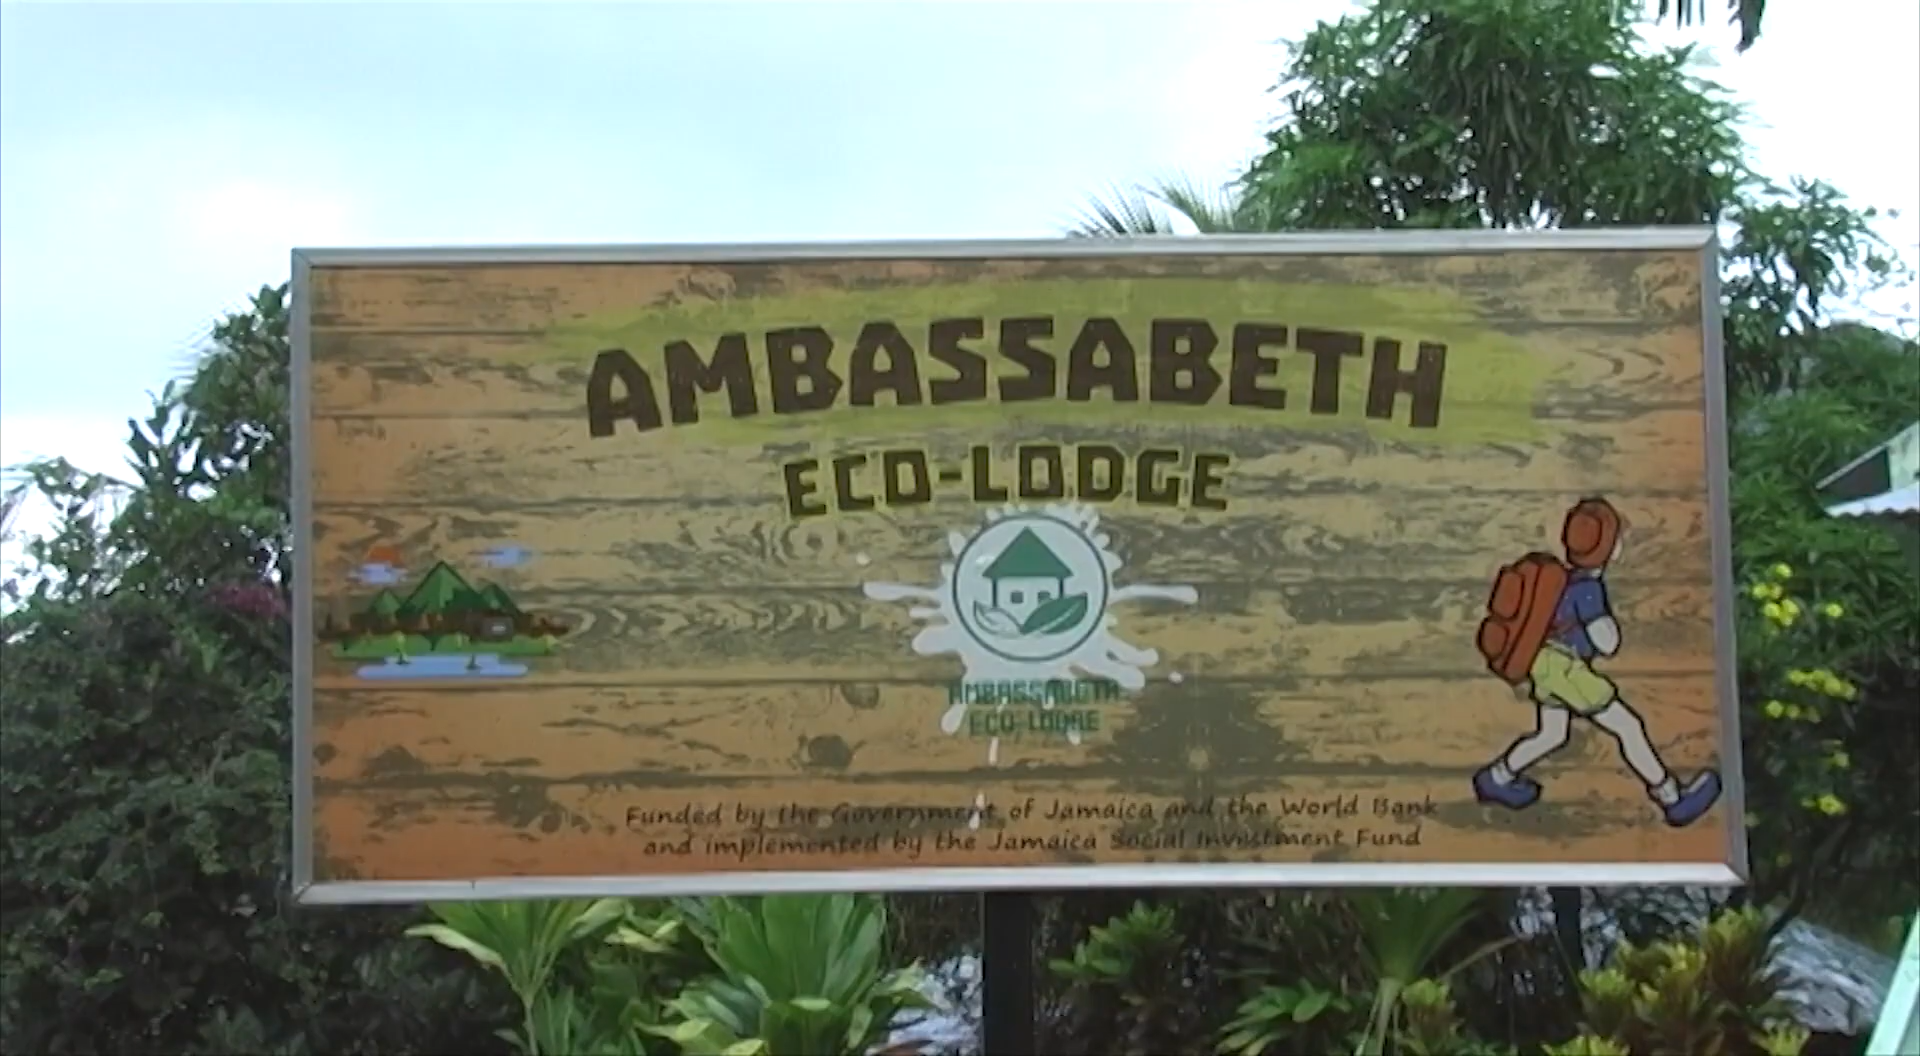 AMBASSABETH
ECO-LODGE
AMBASSABETH
ECO-LODGE
Funded by the Government of Jamaica and the World Bank
and implemented by the Jamaica Social Investment Fund